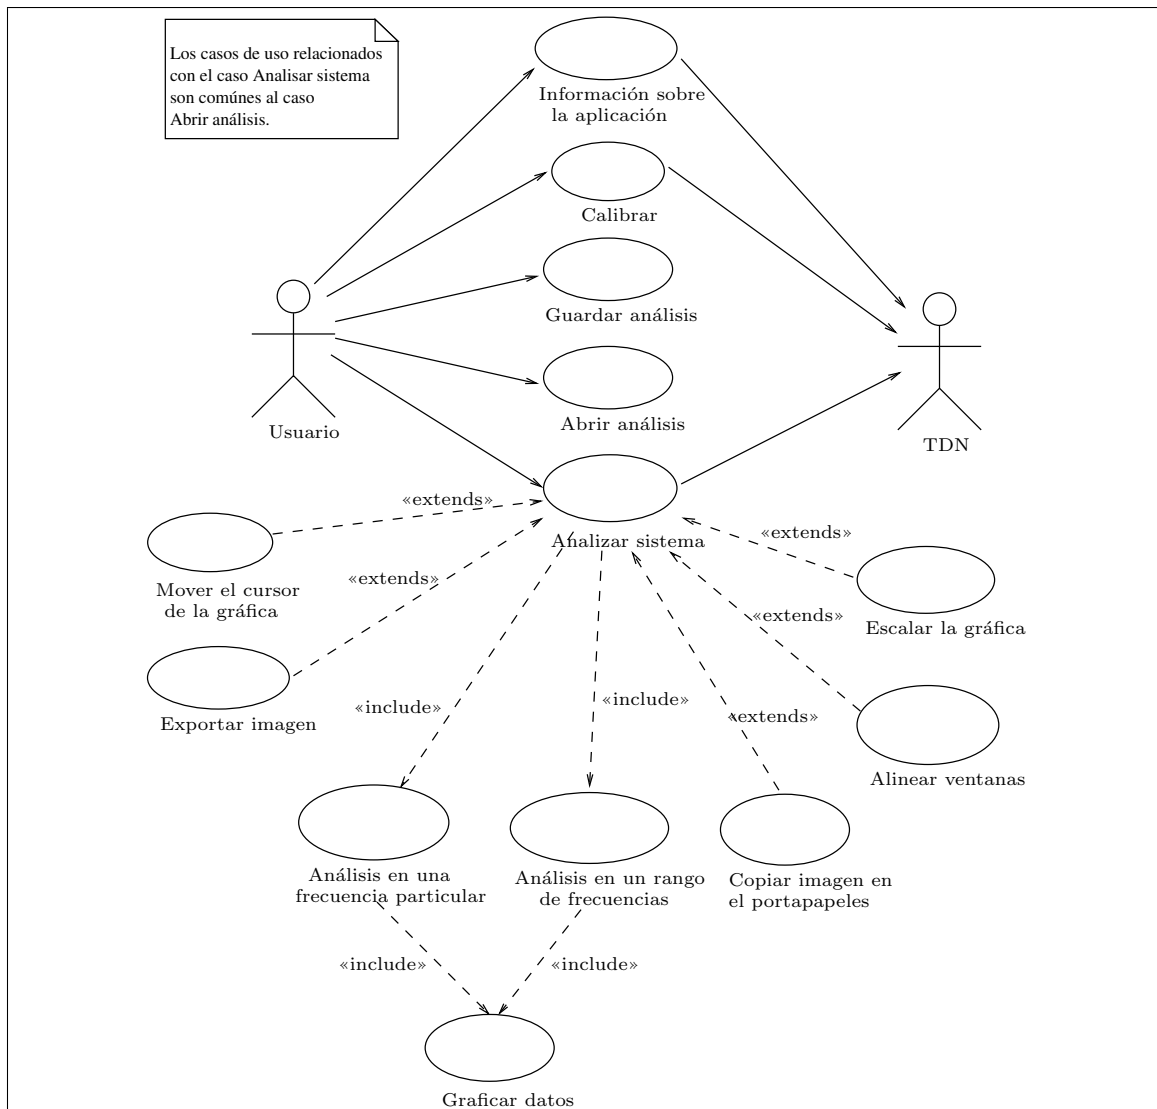 Los casos de uso relacionados
con el caso Analisar sistema
son comúnes al caso
Abrir análisis.
Información sobre
la aplicación
Calibrar
Guardar análisis
Usuario
Abrir análisis
TDN
«extends»
Analizar sistema
«extends»
Mover el cursor
de la gráfica
«extends»
«extends»
Escalar la gráfica
Exportar imagen
«include»
«include»
«extends»
Alinear ventanas
Análisis en una
frecuencia particular
Análisis en un rango
de frecuencias
Copiar imagen en
el portapapeles
«include»
«include»
Graficar datos